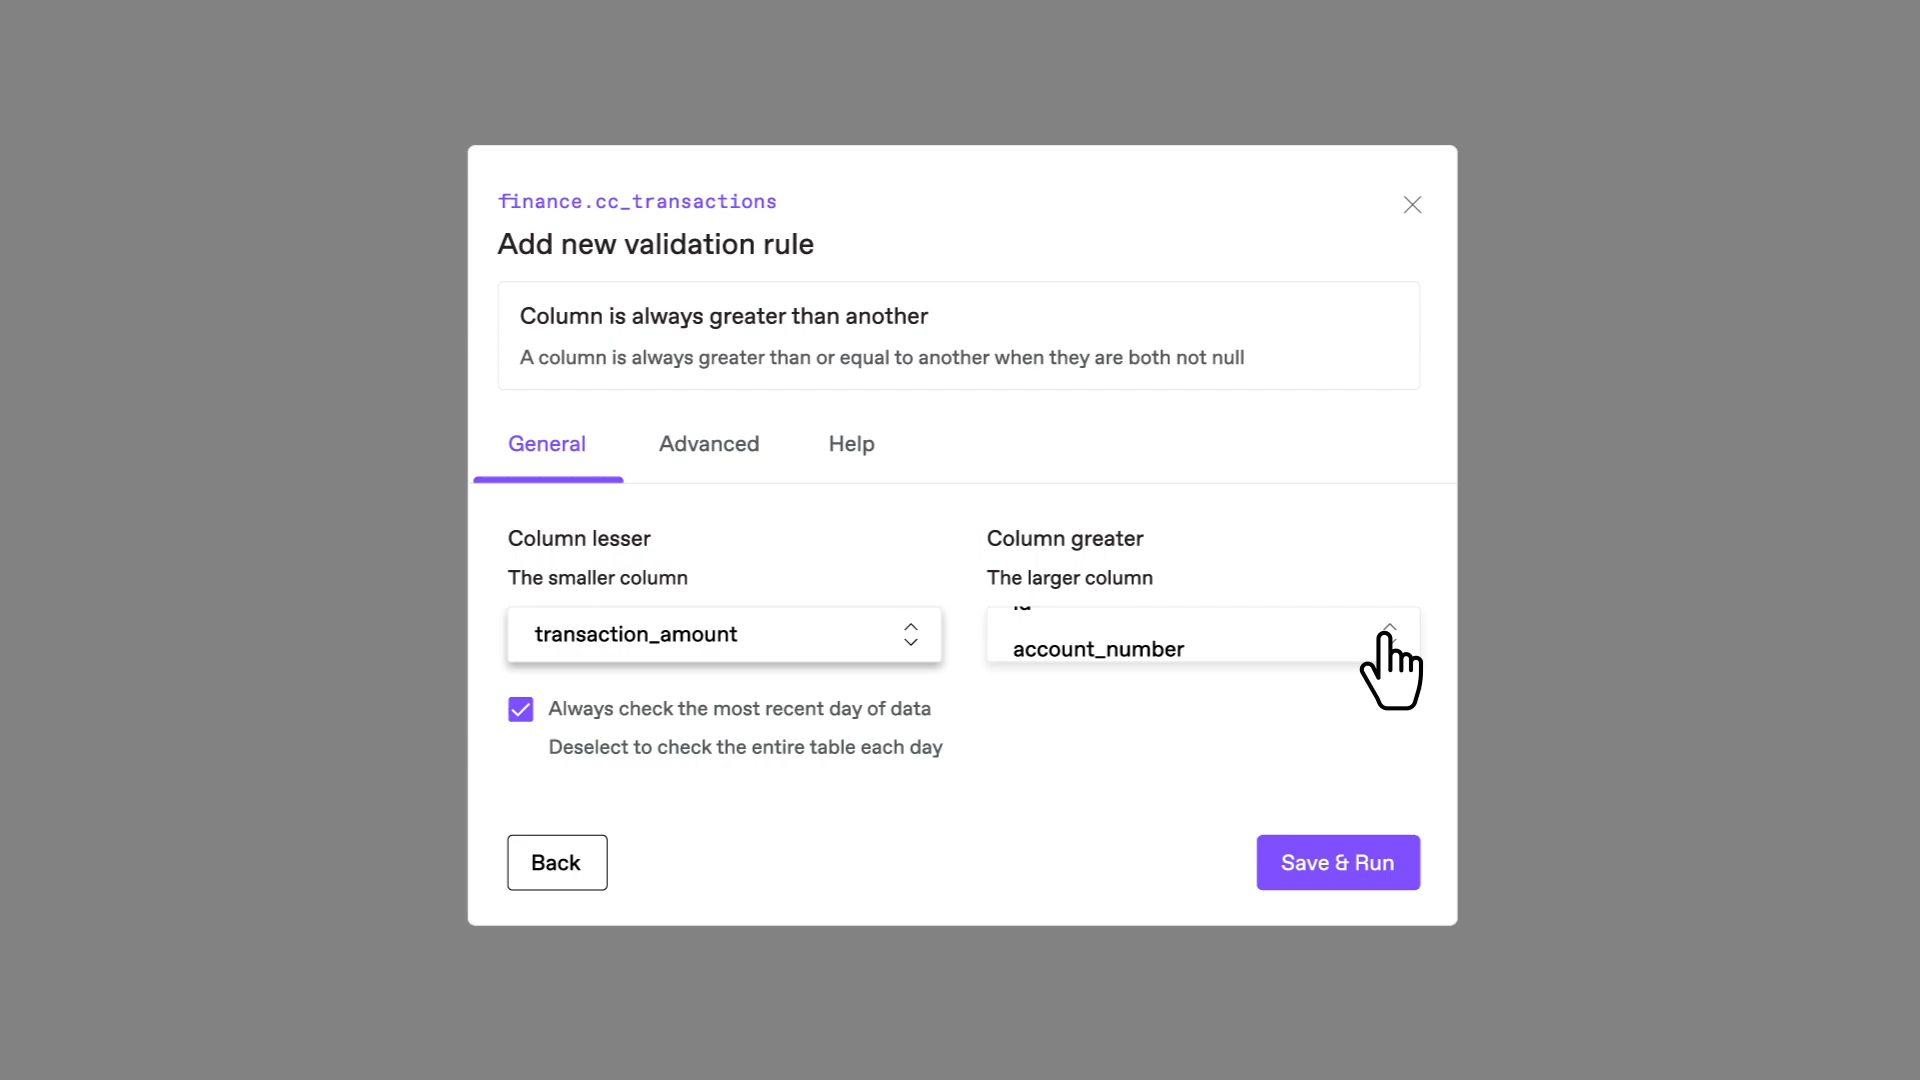 finance.cc_transactions
Add new validation rule
Column is always greater than another
A column is always greater than or equal to another when they are both not null
General Advanced Help
Column lesser
The smaller column
transaction_amount
Column greater
The larger column
account_number
Always check the most recent day of data
Deselect to check the entire table each day
Back
Save & Run